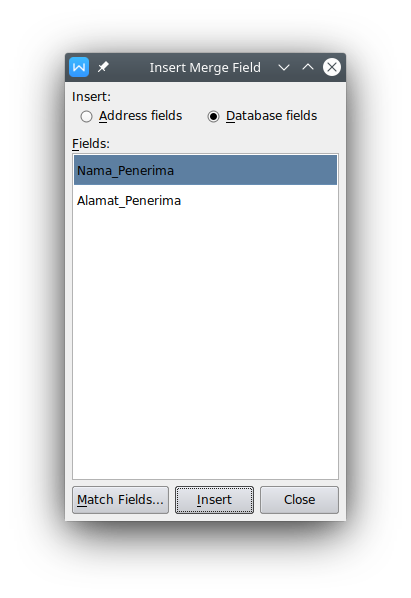 Insert Merge Field
Insert:
Address fields
Database fields
Fields:
Nama_Penerima
Alamat_Penerima
Match Fields...
Insert
Close